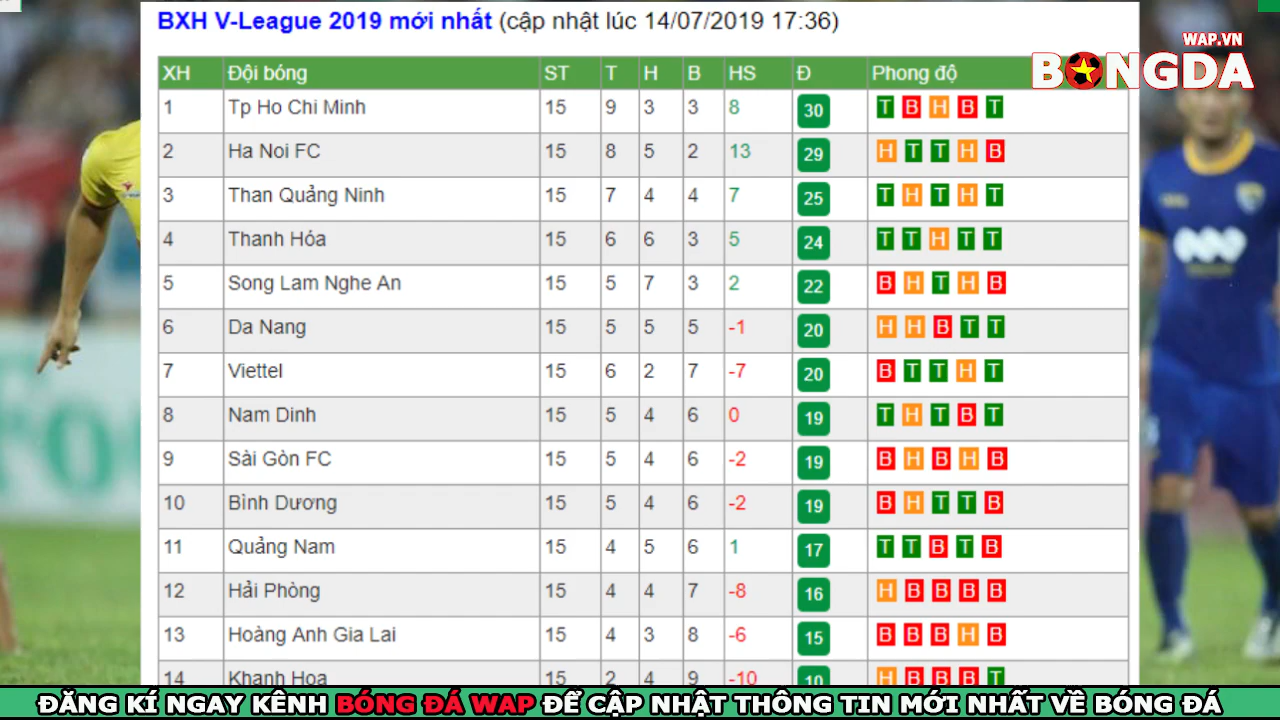 BXH V-League 2019 mới nhất (cập nhật lúc 14/07/2019 17:36)
WAP.VN
BONGDA
XH Đội bóng ST T H B HS Đ Phong độ
1 Tp Ho Chi Minh 15 9 3 3 8 30 T B H B T
2 Ha Noi FC 15 8 5 2 13 29 H T T H B
3 Than Quảng Ninh 15 7 4 4 7 25 T H T H T
4 Thanh Hóa 15 6 6 3 5 24 T T H T T
5 Song Lam Nghe An 15 5 7 3 2 22 B H T H B
6 Da Nang 15 5 5 5 -1 20 H H B T T
7 Viettel 15 6 2 7 -7 20 B T T H T
8 Nam Dinh 15 5 4 6 0 19 T H T B T
9 Sài Gòn FC 15 5 4 6 -2 19 B H B H B
10 Bình Dương 15 5 4 6 -2 19 B H T T B
11 Quảng Nam 15 4 5 6 1 17 T T B T B
12 Hải Phòng 15 4 4 7 -8 16 H B B B B
13 Hoàng Anh Gia Lai 15 4 3 8 -6 15 B B B H B
14 Khanh Hoa 15 2 4 9 -10 10 H B B B T
ĐĂNG KÍ NGAY KÊNH BÓNG ĐÁ WAP ĐỂ CẬP NHẬT THÔNG TIN MỚI NHẤT VỀ BÓNG ĐÁ